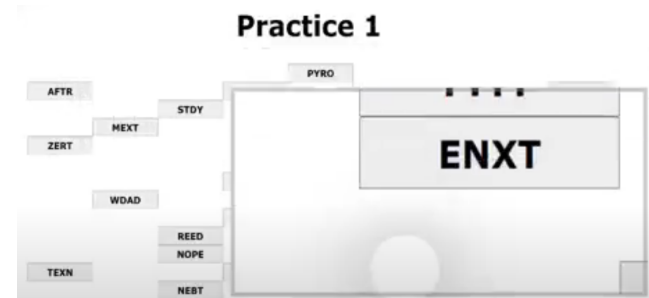 Practice 1
PYRO
AFTR
STDY
MEXT
ZERT
ENXT
WDAD
REED
NOPE
TEXN
NEBT